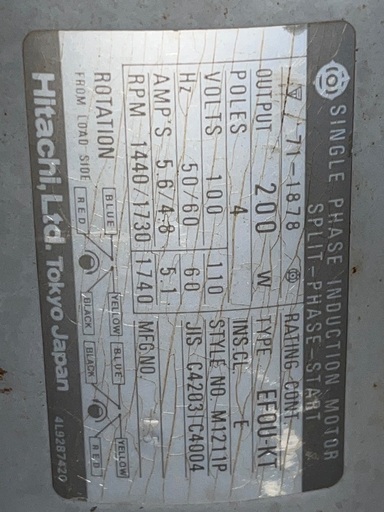 SINGLE PHASE INDUCTION MOTOR
SPLIT-PHASE-START
71-1878 RATING CONT.
OUTPUT 200 W TYPE EFOU-KT
POLES 4 INS.CL. E
VOLTS 100 110 STYLE NO. M1211P
Hz 50/60 60 JIS C4203 C4004
AMP'S 5.6/4.8 5.1
RPM 1440/1730 1740 MFG NO.
ROTATION
FROM LOAD SIDE
BLUE YELLOW BLUE YELLOW
RED BLACK BLACK RED
Hitachi, Ltd. Tokyo Japan
4L9287420